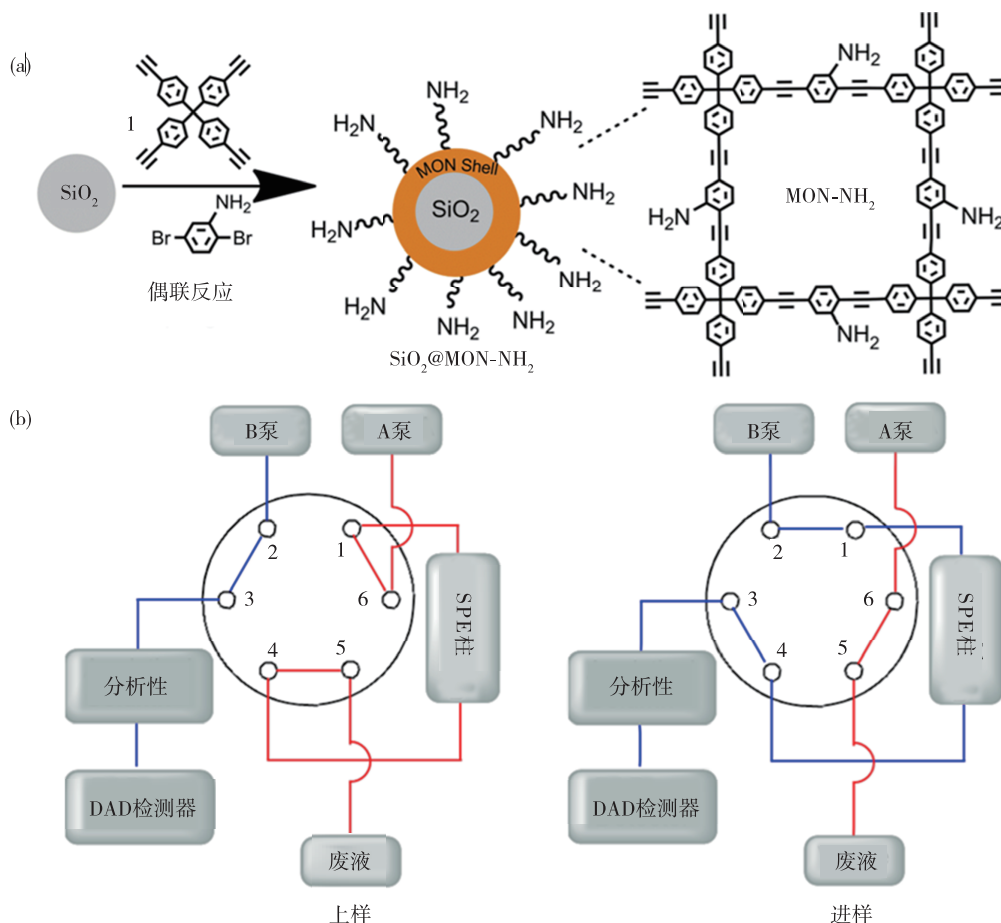 (a)
1
SiO2
NH2
Br
Br
偶联反应
NH2
H2N
NH2
H2N
NH2
MON Shell
SiO2
H2N
NH2
H2N
NH2
NH2
SiO2@MON-NH2
NH2
H2N
MON-NH2
NH2
NH2
(b)
B泵
A泵
2
1
3
6
4
5
SPE柱
分析性
DAD检测器
废液
上样
B泵
A泵
2
1
3
6
4
5
SPE柱
分析性
DAD检测器
废液
进样